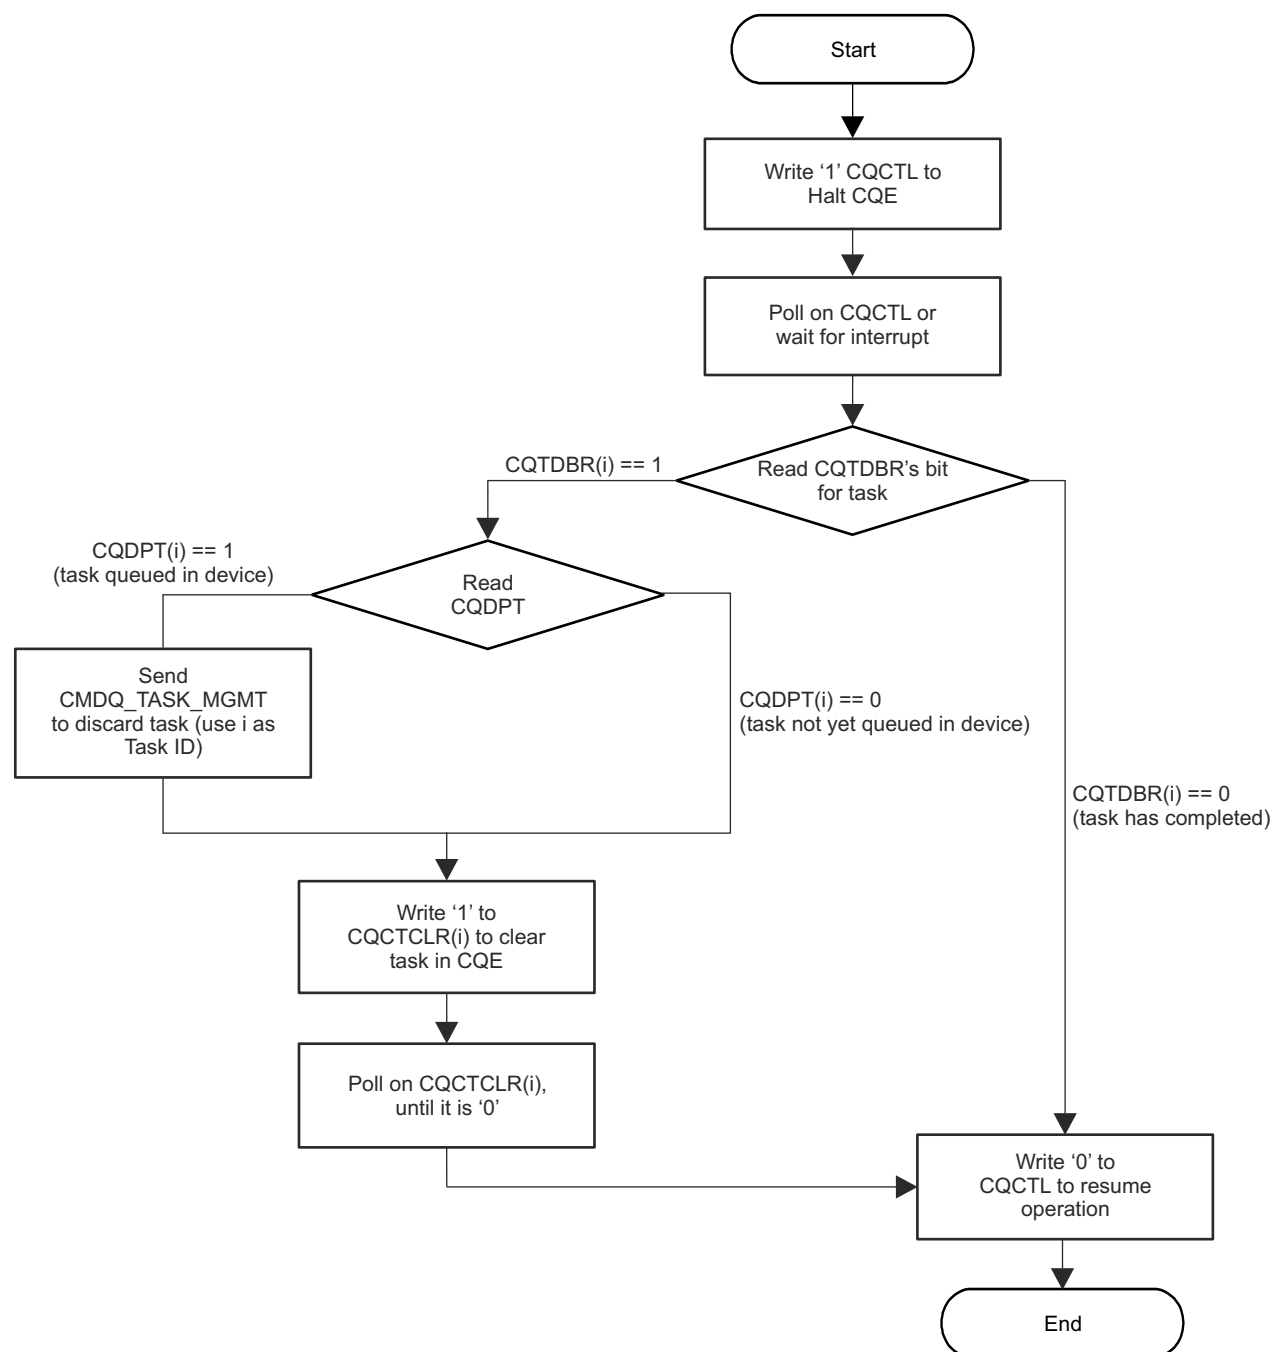 Start
Write ‘1’ CQCTL to
Halt CQE
Poll on CQCTL or
wait for interrupt
Read CQTDBR’s bit
for task
CQTDBR(i) == 1
CQDPT(i) == 1
(task queued in device)
Read
CQDPT
Send
CMDQ_TASK_MGMT
to discard task (use i as
Task ID)
CQDPT(i) == 0
(task not yet queued in device)
CQTDBR(i) == 0
(task has completed)
Write ‘1’ to
CQCTCLR(i) to clear
task in CQE
Poll on CQCTCLR(i),
until it is ‘0’
Write ‘0’ to
CQCTL to resume
operation
End